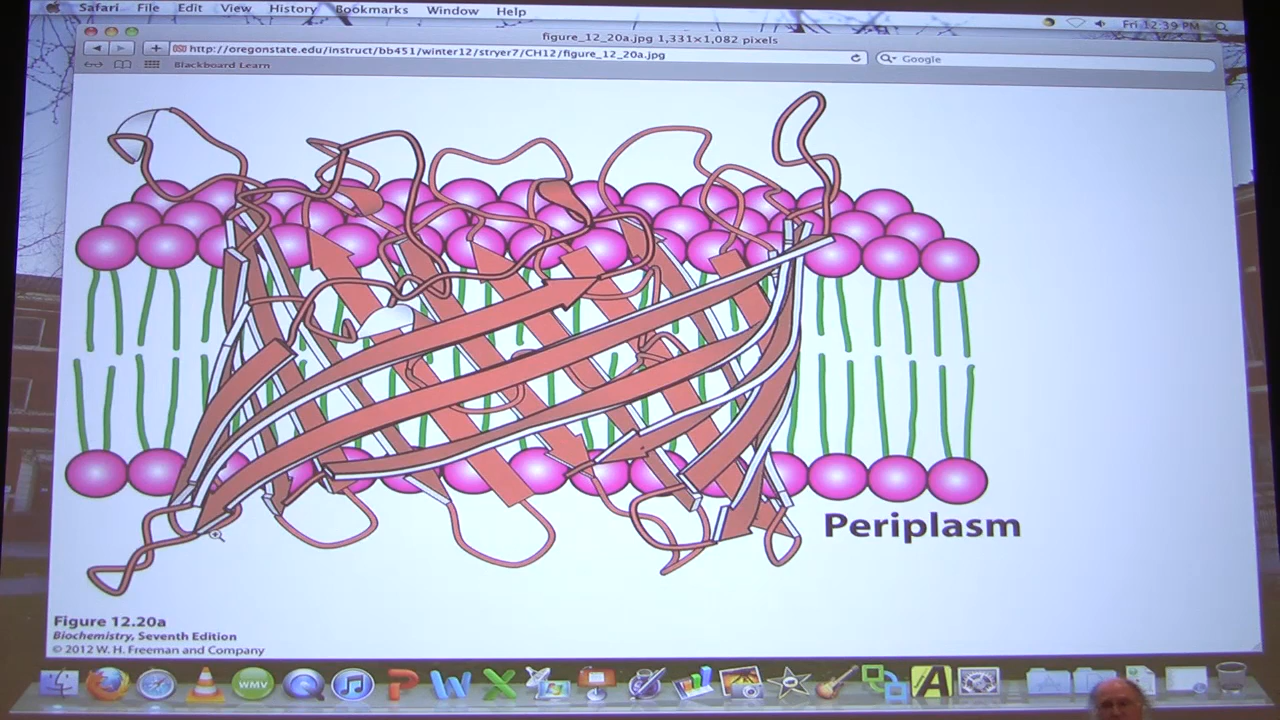 Safari File Edit View History Bookmarks Window Help
Fri 12:39 PM
figure_12_20a.jpg 1,331×1,082 pixels
http://oregonstate.edu/instruct/bb451/winter12/stryer7/CH12/figure_12_20a.jpg
Google
Blackboard Learn
Periplasm
Figure 12.20a
Biochemistry, Seventh Edition
© 2012 W. H. Freeman and Company
WMV